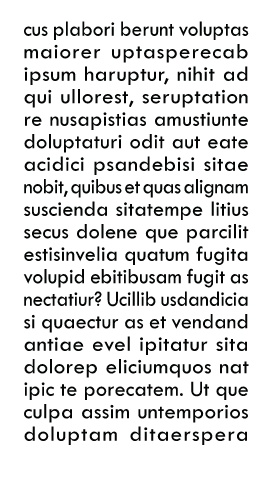 cus plabori berunt voluptas
maiorer uptasperecab
ipsum haruptur, nihit ad
qui ullorest, seruptation
re nusapistias amustiunte
doluptaturi odit aut eate
acidici psandebisi sitae
nobit, quibus et quas alignam
suscienda sitatempe litius
secus dolene que parcilit
estisinvelia quatum fugita
volupid ebitibusam fugit as
nectatiur? Ucillib usdandicia
si quaectur as et vendand
antiae evel ipitatur sita
dolorep eliciumquos nat
ipic te porecatem. Ut que
culpa assim untemporios
doluptam ditaerspera